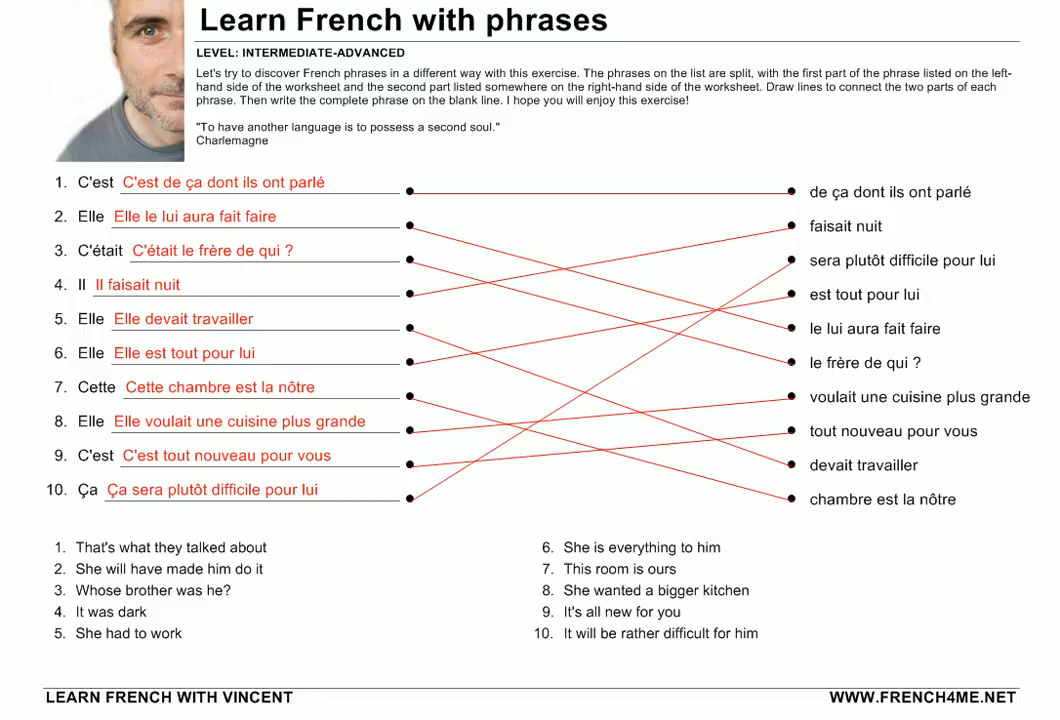 Learn French with phrases
LEVEL: INTERMEDIATE-ADVANCED
Let's try to discover French phrases in a different way with this exercise. The phrases on the list are split, with the first part of the phrase listed on the left-
hand side of the worksheet and the second part listed somewhere on the right-hand side of the worksheet. Draw lines to connect the two parts of each
phrase. Then write the complete phrase on the blank line. I hope you will enjoy this exercise!
"To have another language is to possess a second soul."
Charlemagne
1. C'est C'est de ça dont ils ont parlé
2. Elle Elle le lui aura fait faire
3. C'était C'était le frère de qui ?
4. Il Il faisait nuit
5. Elle Elle devait travailler
6. Elle Elle est tout pour lui
7. Cette Cette chambre est la nôtre
8. Elle Elle voulait une cuisine plus grande
9. C'est C'est tout nouveau pour vous
10. Ça Ça sera plutôt difficile pour lui
de ça dont ils ont parlé
faisait nuit
sera plutôt difficile pour lui
est tout pour lui
le lui aura fait faire
le frère de qui ?
voulait une cuisine plus grande
tout nouveau pour vous
devait travailler
chambre est la nôtre
1. That's what they talked about
2. She will have made him do it
3. Whose brother was he?
4. It was dark
5. She had to work
6. She is everything to him
7. This room is ours
8. She wanted a bigger kitchen
9. It's all new for you
10. It will be rather difficult for him
LEARN FRENCH WITH VINCENT
WWW.FRENCH4ME.NET